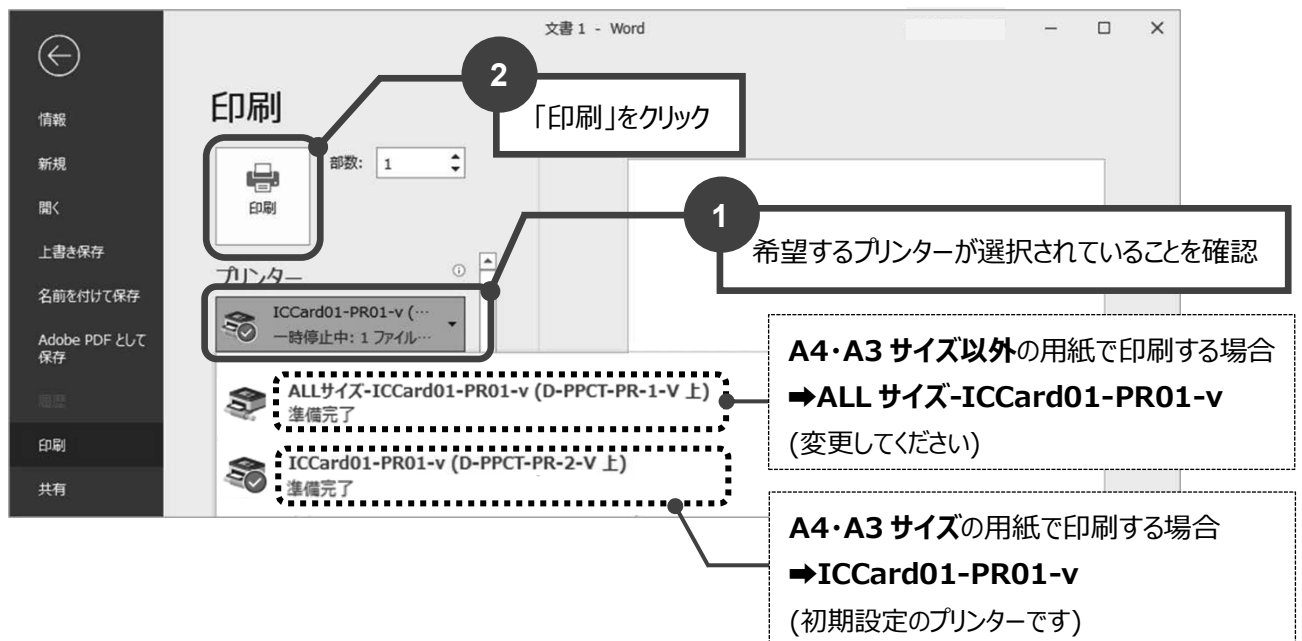 文書 1 - Word
情報
新規
開く
上書き保存
名前を付けて保存
Adobe PDF として
保存
印刷
共有
印刷
印刷
部数: 1
2
「印刷」をクリック
1
希望するプリンターが選択されていることを確認
プリンター
ICCard01-PR01-v (…
一時停止中: 1 ファイル…
ALLサイズ-ICCard01-PR01-v (D-PPCT-PR-1-V 上)
準備完了
ICCard01-PR01-v (D-PPCT-PR-2-V 上)
準備完了
A4・A3 サイズ以外の用紙で印刷する場合
➡ALL サイズ-ICCard01-PR01-v
(変更してください)
A4・A3 サイズの用紙で印刷する場合
➡ICCard01-PR01-v
(初期設定のプリンターです)